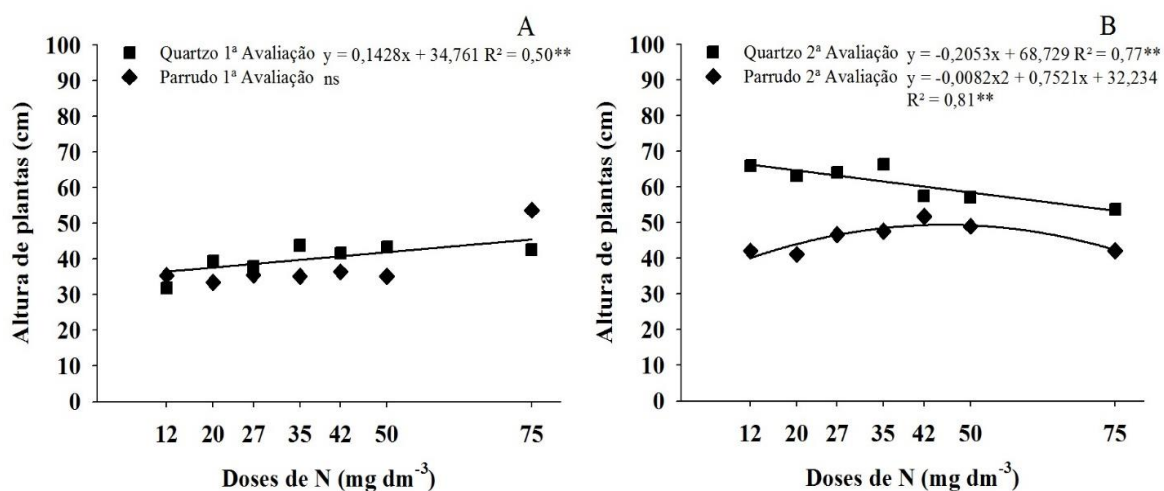 A
Quartzo 1ª Avaliação y = 0,1428x + 34,761 R² = 0,50**
Parrudo 1ª Avaliação ns
100
90
80
70
60
50
40
30
20
10
0
Altura de plantas (cm)
12 20 27 35 42 50 75
Doses de N (mg dm⁻³)
B
Quartzo 2ª Avaliação y = -0,2053x + 68,729 R² = 0,77**
Parrudo 2ª Avaliação y = -0,0082x2 + 0,7521x + 32,234
R² = 0,81**
100
90
80
70
60
50
40
30
20
10
0
Altura de plantas (cm)
12 20 27 35 42 50 75
Doses de N (mg dm⁻³)